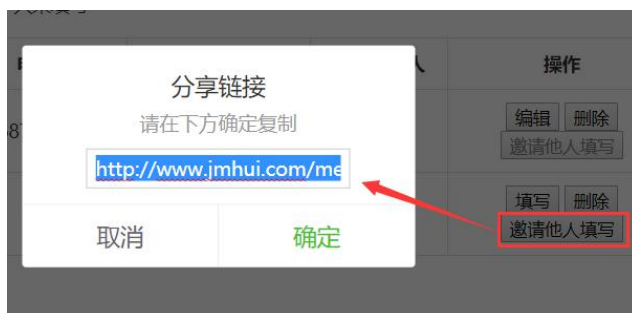 操作
分享链接
请在下方确定复制
编辑 删除
邀请他人填写
http://www.jmhui.com/me
填写 删除
邀请他人填写
取消 确定